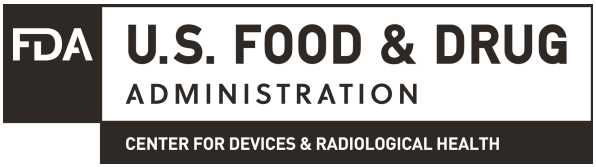 FDA
U.S. FOOD & DRUG
ADMINISTRATION
CENTER FOR DEVICES & RADIOLOGICAL HEALTH